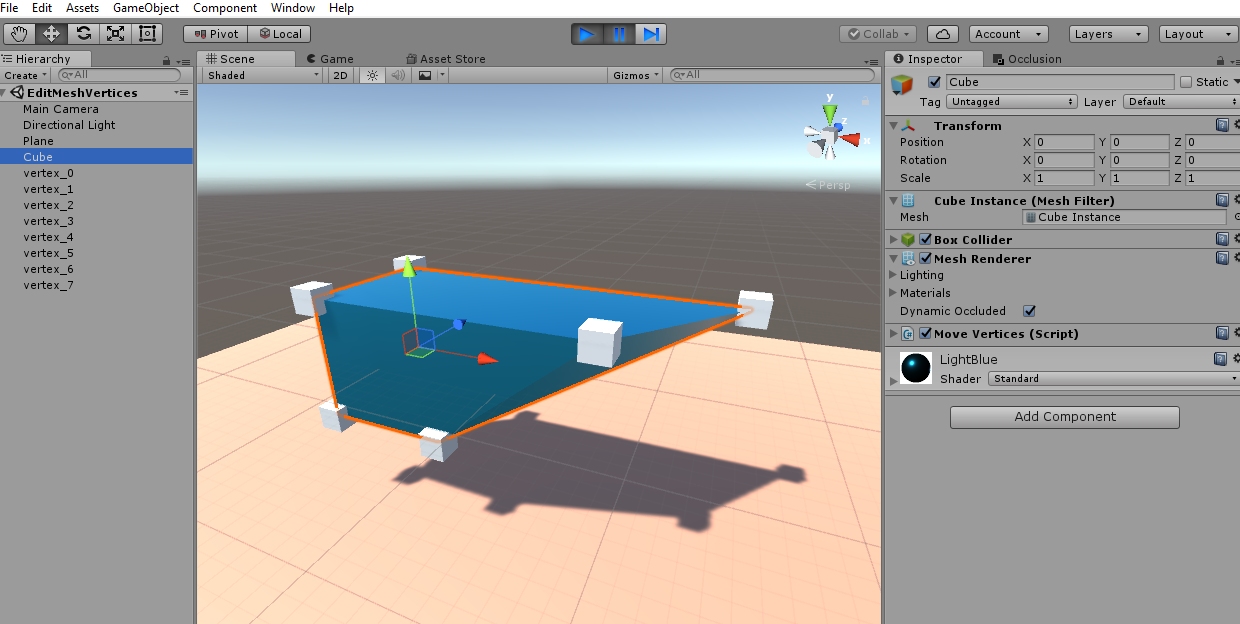 File Edit Assets GameObject Component Window Help
Pivot Local Collab Account Layers Layout
Hierarchy
Create All
EditMeshVertices
Main Camera
Directional Light
Plane
Cube
vertex_0
vertex_1
vertex_2
vertex_3
vertex_4
vertex_5
vertex_6
vertex_7
Scene Game Asset Store
Shaded 2D Gizmos All
y
z
x
Persp
Inspector Occlusion
Cube Static
Tag Untagged Layer Default
Transform
Position X 0 Y 0 Z 0
Rotation X 0 Y 0 Z 0
Scale X 1 Y 1 Z 1
Cube Instance (Mesh Filter)
Mesh Cube Instance
Box Collider
Mesh Renderer
Lighting
Materials
Dynamic Occluded
Move Vertices (Script)
LightBlue
Shader Standard
Add Component